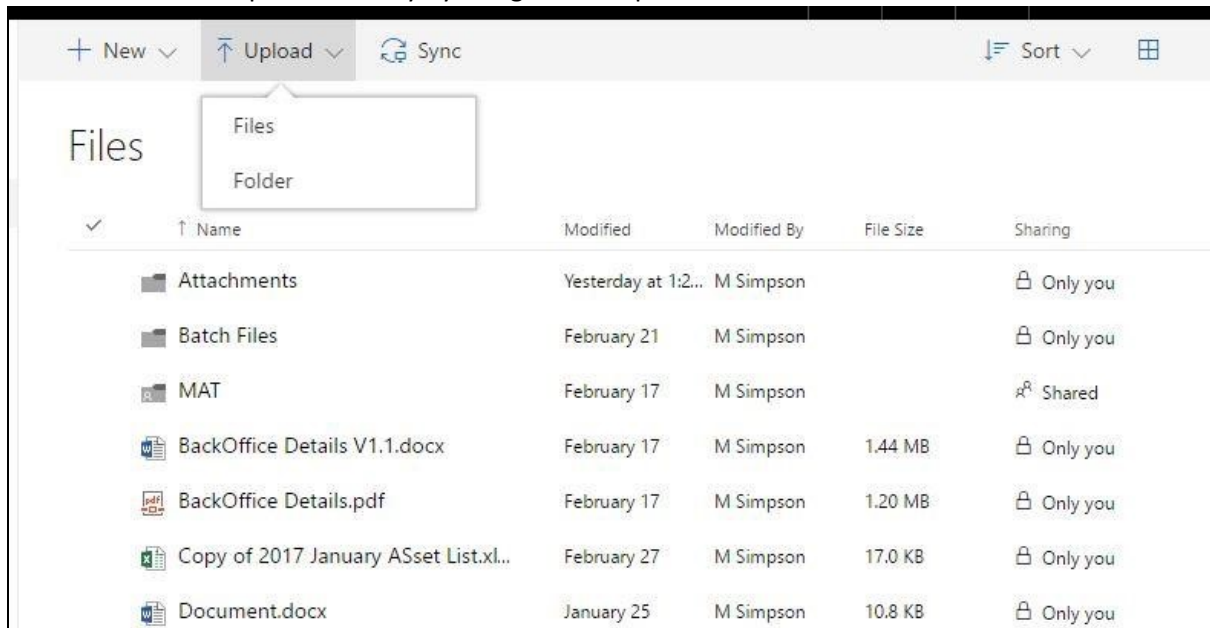 New Upload Sync Sort
Files
Folder
Files
Name Modified Modified By File Size Sharing
Attachments Yesterday at 1:2... M Simpson Only you
Batch Files February 21 M Simpson Only you
MAT February 17 M Simpson Shared
BackOffice Details V1.1.docx February 17 M Simpson 1.44 MB Only you
BackOffice Details.pdf February 17 M Simpson 1.20 MB Only you
Copy of 2017 January ASset List.xl... February 27 M Simpson 17.0 KB Only you
Document.docx January 25 M Simpson 10.8 KB Only you